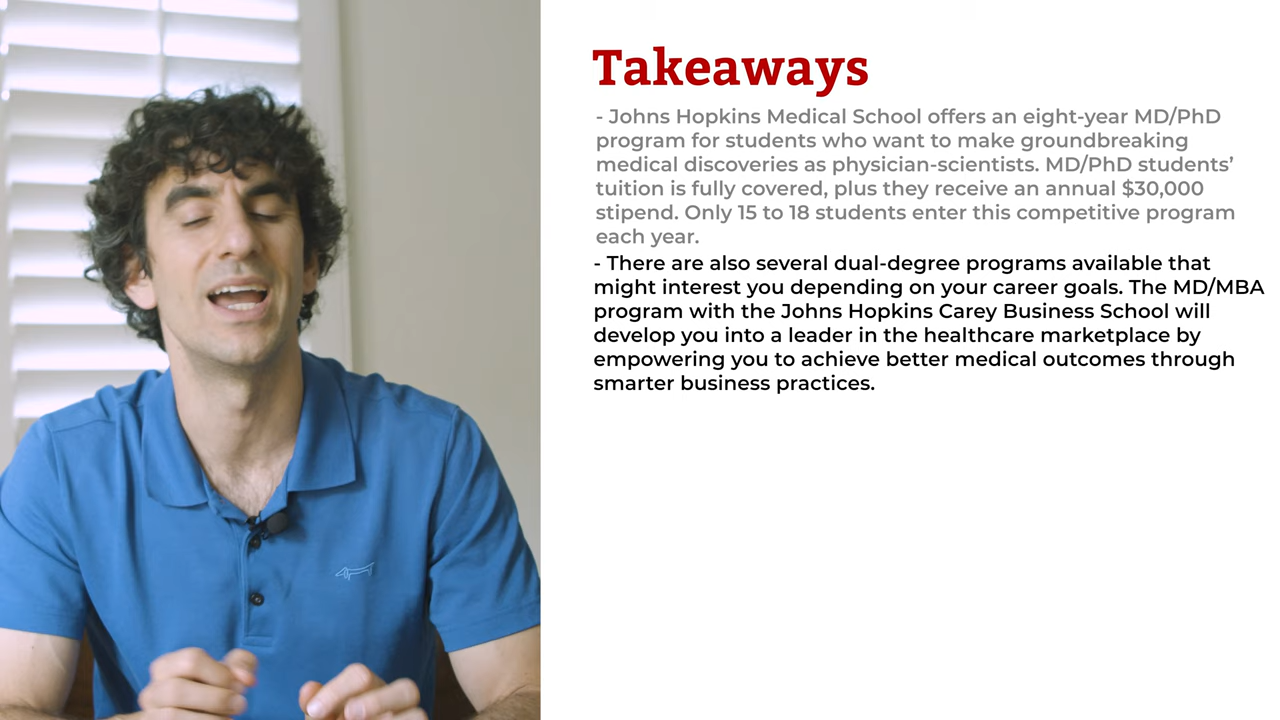 Takeaways
- Johns Hopkins Medical School offers an eight-year MD/PhD
program for students who want to make groundbreaking
medical discoveries as physician-scientists. MD/PhD students’
tuition is fully covered, plus they receive an annual $30,000
stipend. Only 15 to 18 students enter this competitive program
each year.
- There are also several dual-degree programs available that
might interest you depending on your career goals. The MD/MBA
program with the Johns Hopkins Carey Business School will
develop you into a leader in the healthcare marketplace by
empowering you to achieve better medical outcomes through
smarter business practices.